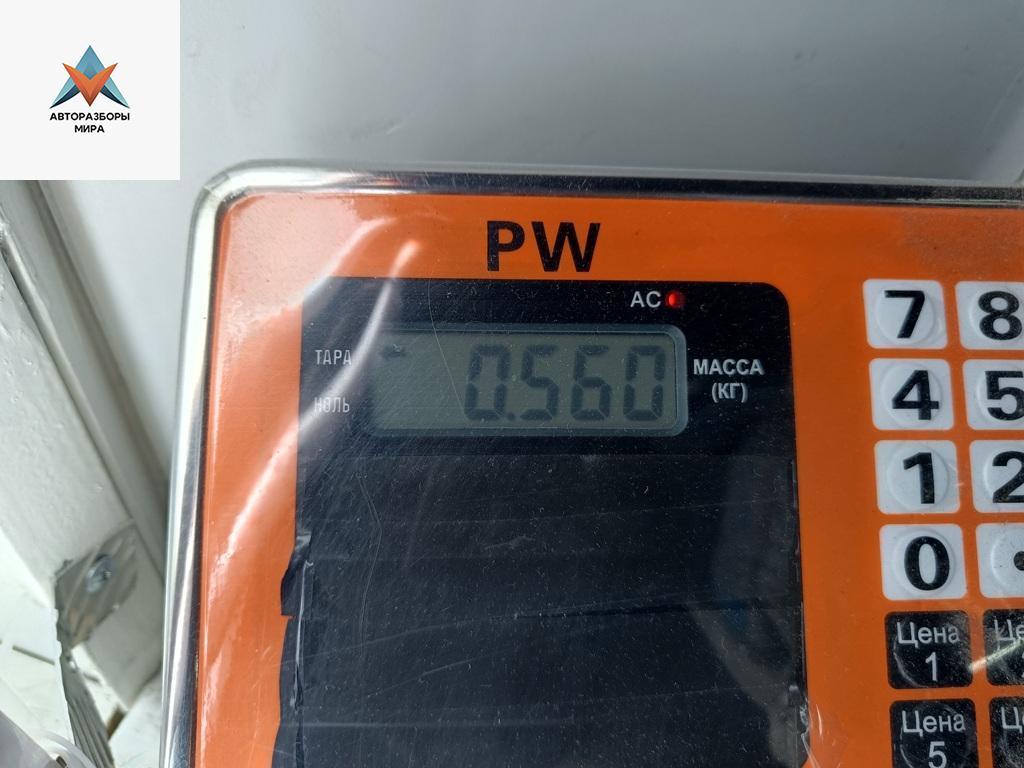 АВТОРАЗБОРЫ
МИРА
PW
AC
ТАРА
НОЛЬ
0.560
МАССА
(КГ)
7 8
4 5
1 2
0 .
Цена
1
Цена
5